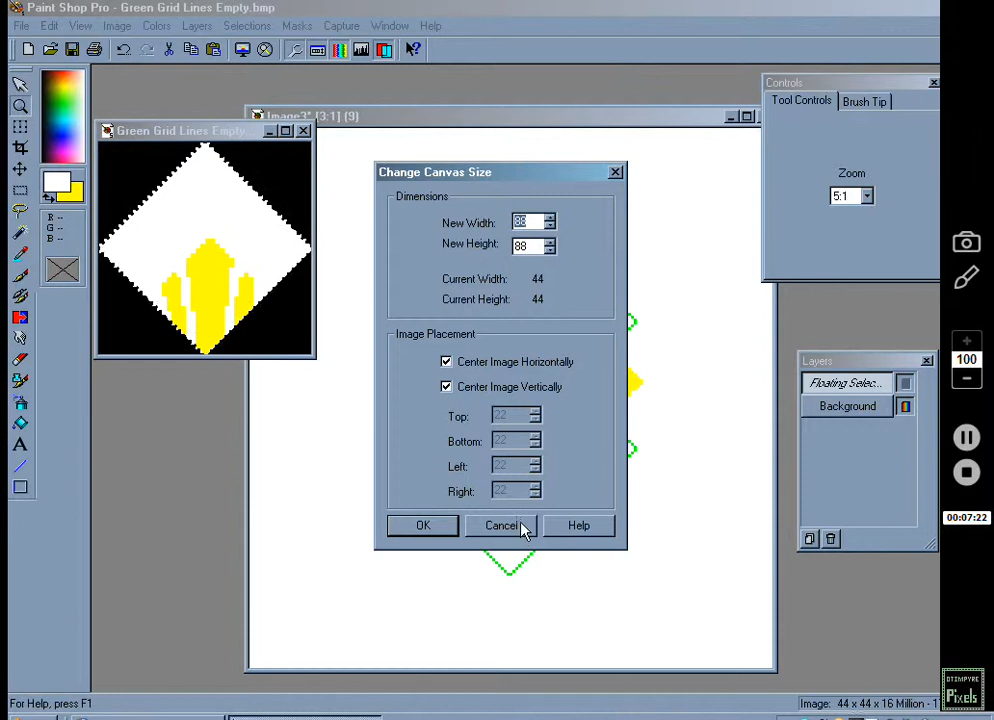 Paint Shop Pro - Green Grid Lines Empty.bmp
File Edit View Image Colors Layers Selections Masks Capture Window Help
Controls
Tool Controls Brush Tip
Zoom
5:1
Image3* [3:1] (9)
Green Grid Lines Empty...
R --
G --
B --
Change Canvas Size
Dimensions
New Width: 88
New Height: 88
Current Width: 44
Current Height: 44
Image Placement
Center Image Horizontally
Center Image Vertically
Top: 22
Bottom: 22
Left: 22
Right: 22
OK Cancel Help
Layers
Floating Selec...
Background
100
00:07:22
For Help, press F1
Image: 44 x 44 x 16 Million - 1
DTIMPYRE
Pixels